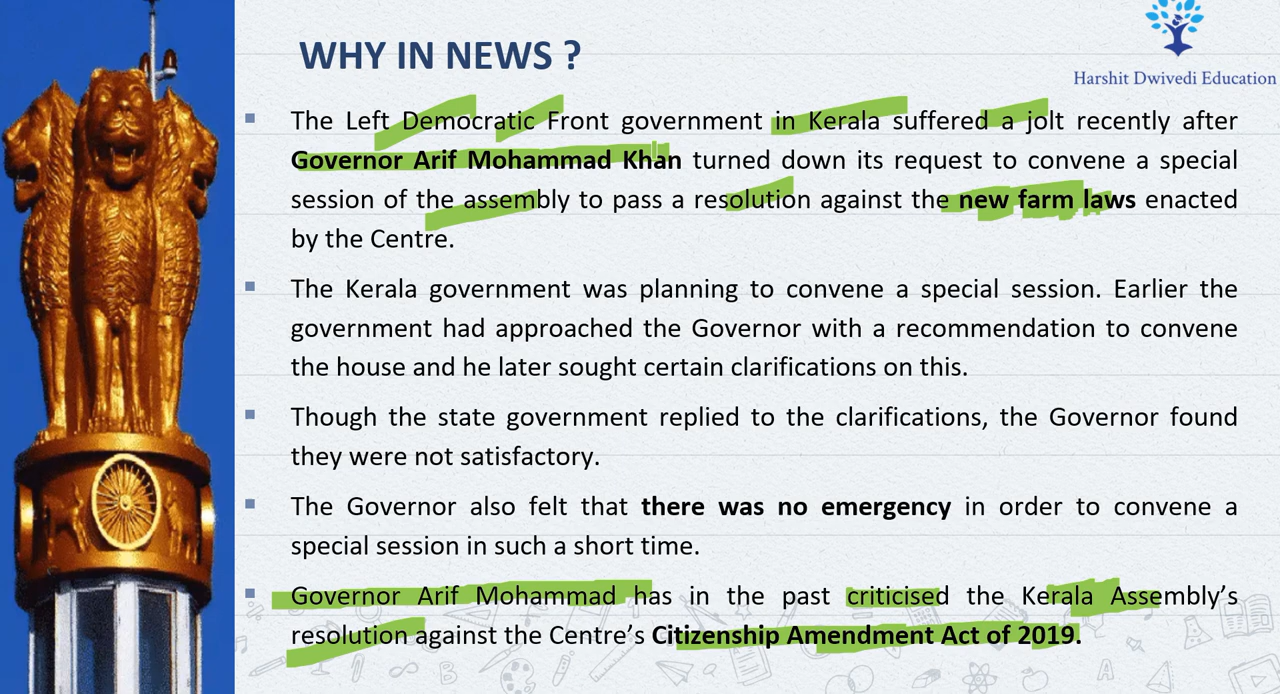 WHY IN NEWS ?
Harshit Dwivedi Education
▪ The Left Democratic Front government in Kerala suffered a jolt recently after
Governor Arif Mohammad Khan turned down its request to convene a special
session of the assembly to pass a resolution against the new farm laws enacted
by the Centre.
▪ The Kerala government was planning to convene a special session. Earlier the
government had approached the Governor with a recommendation to convene
the house and he later sought certain clarifications on this.
▪ Though the state government replied to the clarifications, the Governor found
they were not satisfactory.
▪ The Governor also felt that there was no emergency in order to convene a
special session in such a short time.
▪ Governor Arif Mohammad has in the past criticised the Kerala Assembly’s
resolution against the Centre’s Citizenship Amendment Act of 2019.